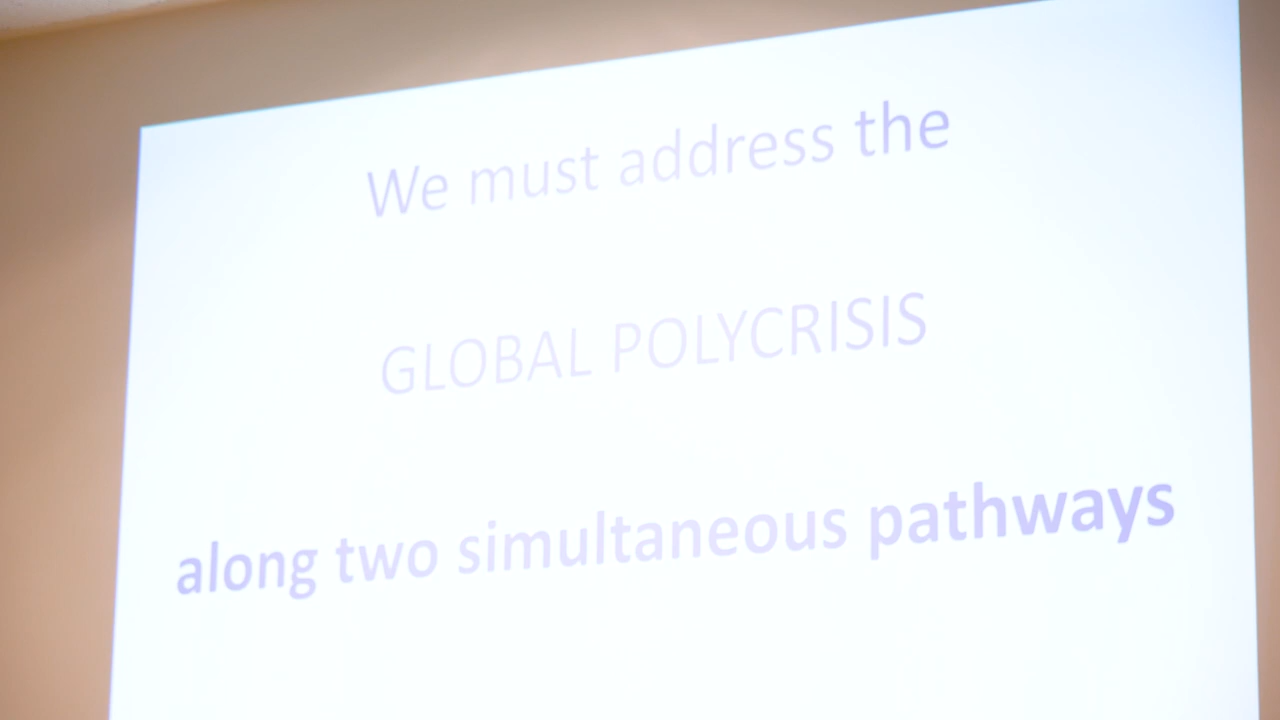 We must address the
GLOBAL POLYCRISIS
along two simultaneous pathways